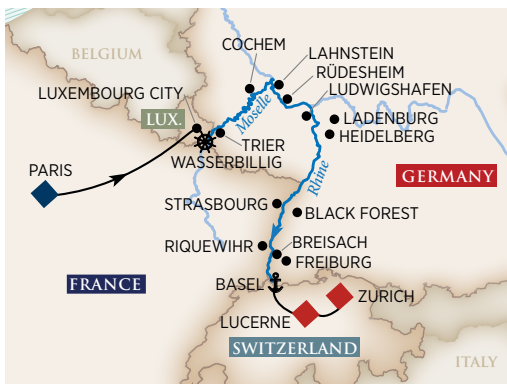 BELGIUM
COCHEM
LAHNSTEIN
RÜDESHEIM
LUDWIGSHAFEN
LUXEMBOURG CITY
LUX.
Moselle
LADENBURG
HEIDELBERG
TRIER
WASSERBILLIG
PARIS
Rhine
GERMANY
STRASBOURG
BLACK FOREST
RIQUEWIHR
BREISACH
FREIBURG
FRANCE
BASEL
ZURICH
LUCERNE
SWITZERLAND
ITALY